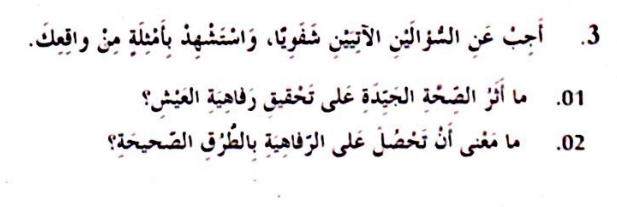 3. أَجِبْ عَنِ السُّؤالَيْنِ الآتِيَيْنِ شَفَوِيًّا، وَاسْتَشْهِدْ بِأَمْثِلَةٍ مِنْ واقِعِكَ.
01. ما أَثَرُ الصِّحَّةِ الجَيِّدَةِ عَلى تَحْقيقِ رَفاهِيَةِ العَيْشِ؟
02. ما مَعْنى أَنْ تَحْصُلَ عَلى الرَّفاهِيَةِ بِالطُّرُقِ الصَّحيحَةِ؟